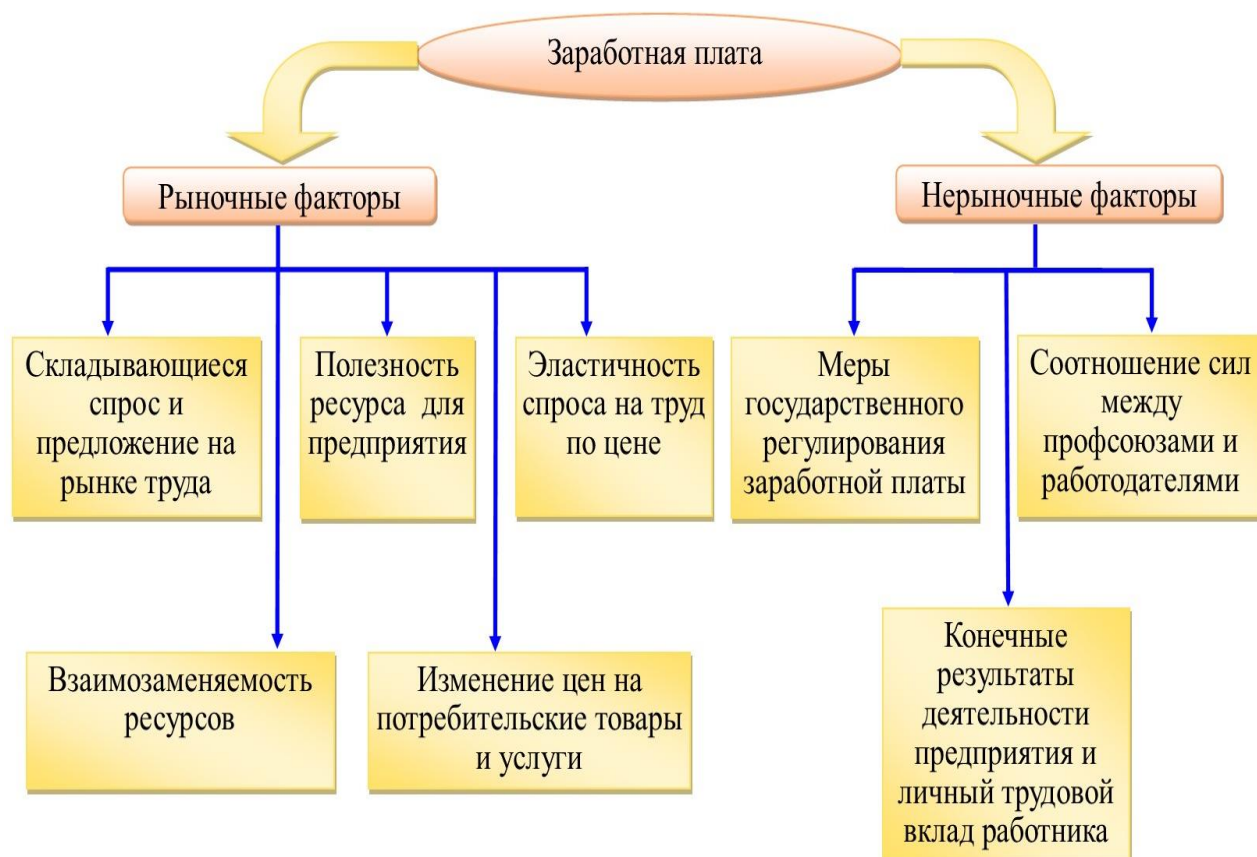 Заработная плата
Рыночные факторы
Нерыночные факторы
Складывающиеся
спрос и
предложение на
рынке труда
Полезность
ресурса для
предприятия
Эластичность
спроса на труд
по цене
Меры
государственного
регулирования
заработной платы
Соотношение сил
между
профсоюзами и
работодателями
Взаимозаменяемость
ресурсов
Изменение цен на
потребительские товары
и услуги
Конечные
результаты
деятельности
предприятия и
личный трудовой
вклад работника